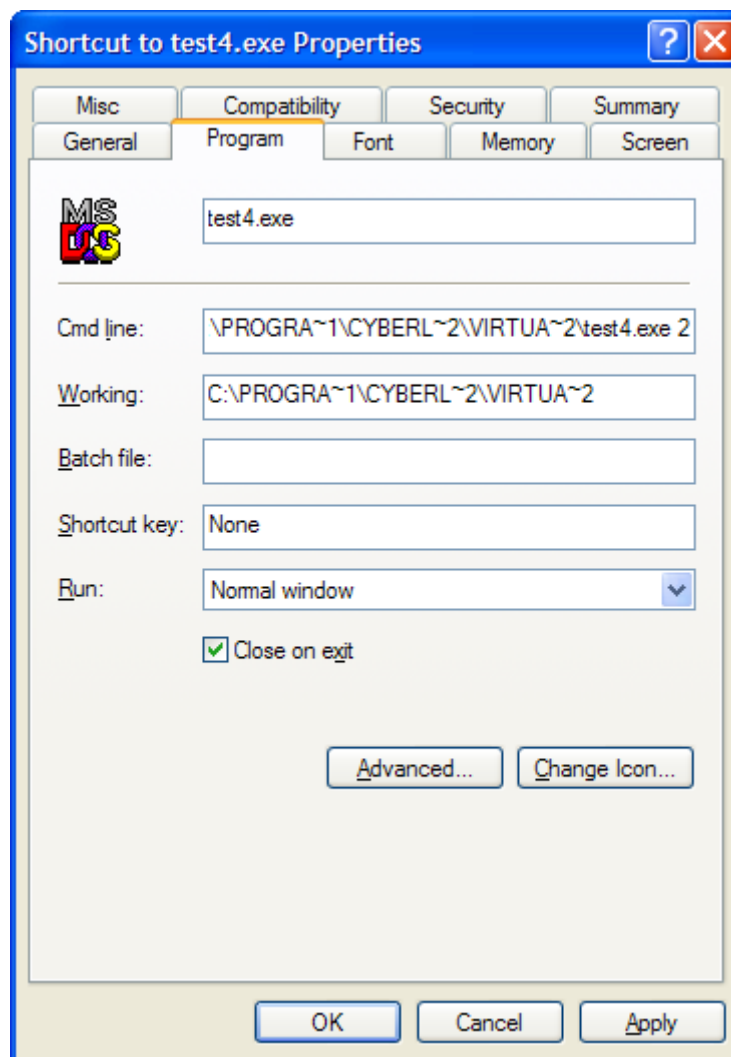 Shortcut to test4.exe Properties
Misc Compatibility Security Summary
General Program Font Memory Screen
MS
DOS
test4.exe
Cmd line: \PROGRA~1\CYBERL~2\VIRTUA~2\test4.exe 2
Working: C:\PROGRA~1\CYBERL~2\VIRTUA~2
Batch file:
Shortcut key: None
Run: Normal window
Close on exit
Advanced... Change Icon...
OK Cancel Apply